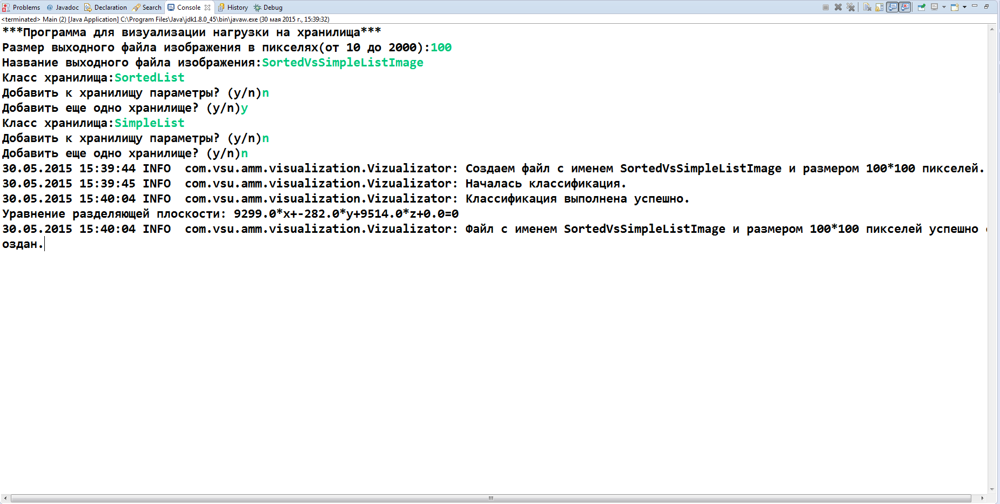 Problems @ Javadoc Declaration Search Console History Debug
<terminated> Main (2) [Java Application] C:\Program Files\Java\jdk1.8.0_45\bin\javaw.exe (30 мая 2015 г., 15:39:32)
***Программа для визуализации нагрузки на хранилища***
Размер выходного файла изображения в пикселях(от 10 до 2000):100
Название выходного файла изображения:SortedVsSimpleListImage
Класс хранилища:SortedList
Добавить к хранилищу параметры? (y/n)n
Добавить еще одно хранилище? (y/n)y
Класс хранилища:SimpleList
Добавить к хранилищу параметры? (y/n)n
Добавить еще одно хранилище? (y/n)n
30.05.2015 15:39:44 INFO  com.vsu.amm.visualization.Vizualizator: Создаем файл с именем SortedVsSimpleListImage и размером 100*100 пикселей.
30.05.2015 15:39:45 INFO  com.vsu.amm.visualization.Vizualizator: Началась классификация.
30.05.2015 15:40:04 INFO  com.vsu.amm.visualization.Vizualizator: Классификация выполнена успешно.
Уравнение разделяющей плоскости: 9299.0*x+-282.0*y+9514.0*z+0.0=0
30.05.2015 15:40:04 INFO  com.vsu.amm.visualization.Vizualizator: Файл с именем SortedVsSimpleListImage и размером 100*100 пикселей успешно с
оздан.